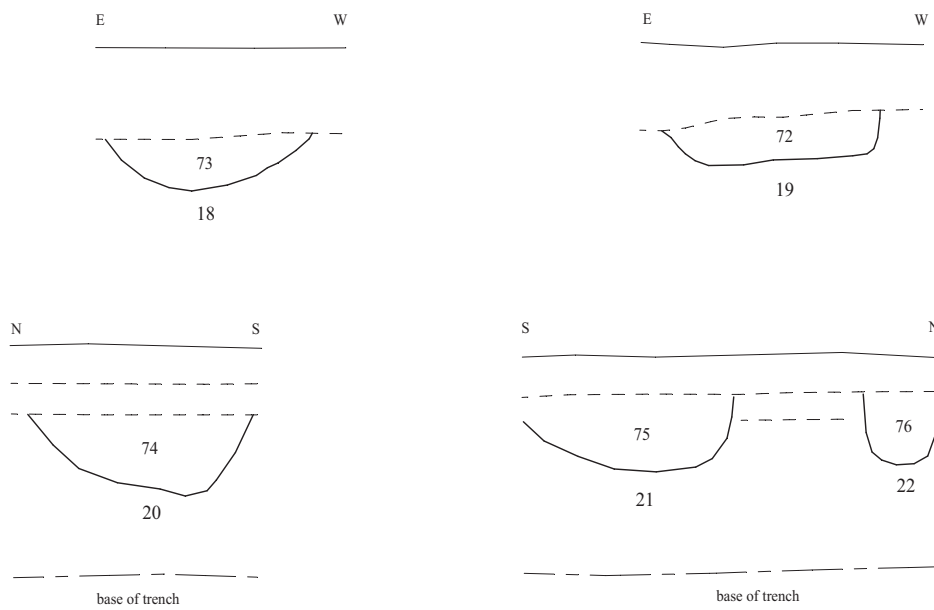 E W
73
18
E W
72
19
N S
74
20
base of trench
S N
75 76
21 22
base of trench